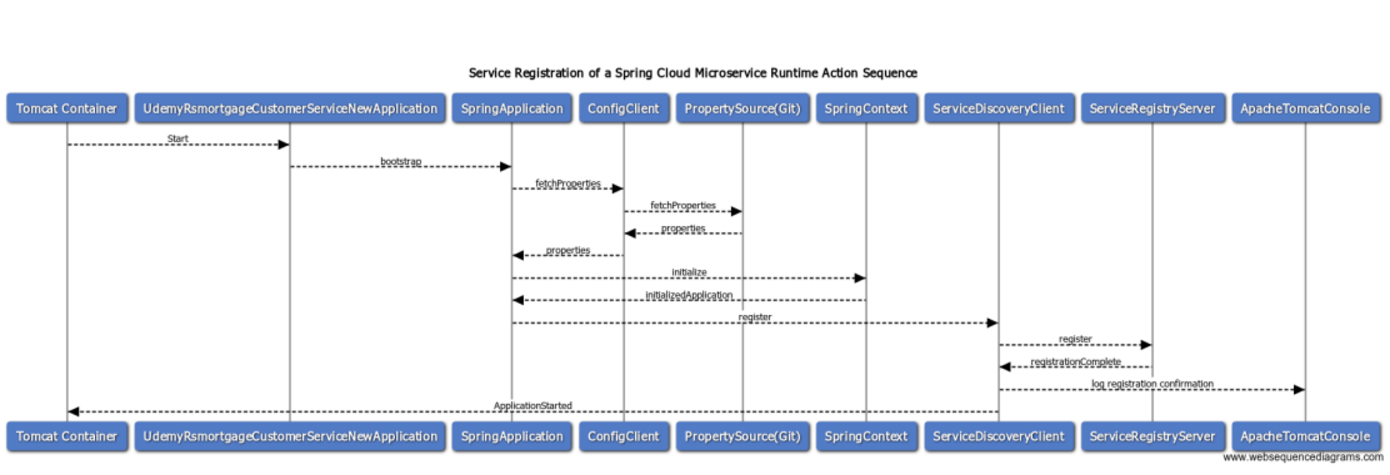 Service Registration of a Spring Cloud Microservice Runtime Action Sequence
Tomcat Container UdemyRsmortgageCustomerServiceNewApplication SpringApplication ConfigClient PropertySource(Git) SpringContext ServiceDiscoveryClient ServiceRegistryServer ApacheTomcatConsole
Start
bootstrap
fetchProperties
fetchProperties
properties
properties
initialize
initializedApplication
register
register
registrationComplete
log registration confirmation
ApplicationStarted
Tomcat Container UdemyRsmortgageCustomerServiceNewApplication SpringApplication ConfigClient PropertySource(Git) SpringContext ServiceDiscoveryClient ServiceRegistryServer ApacheTomcatConsole
www.websequencediagrams.com